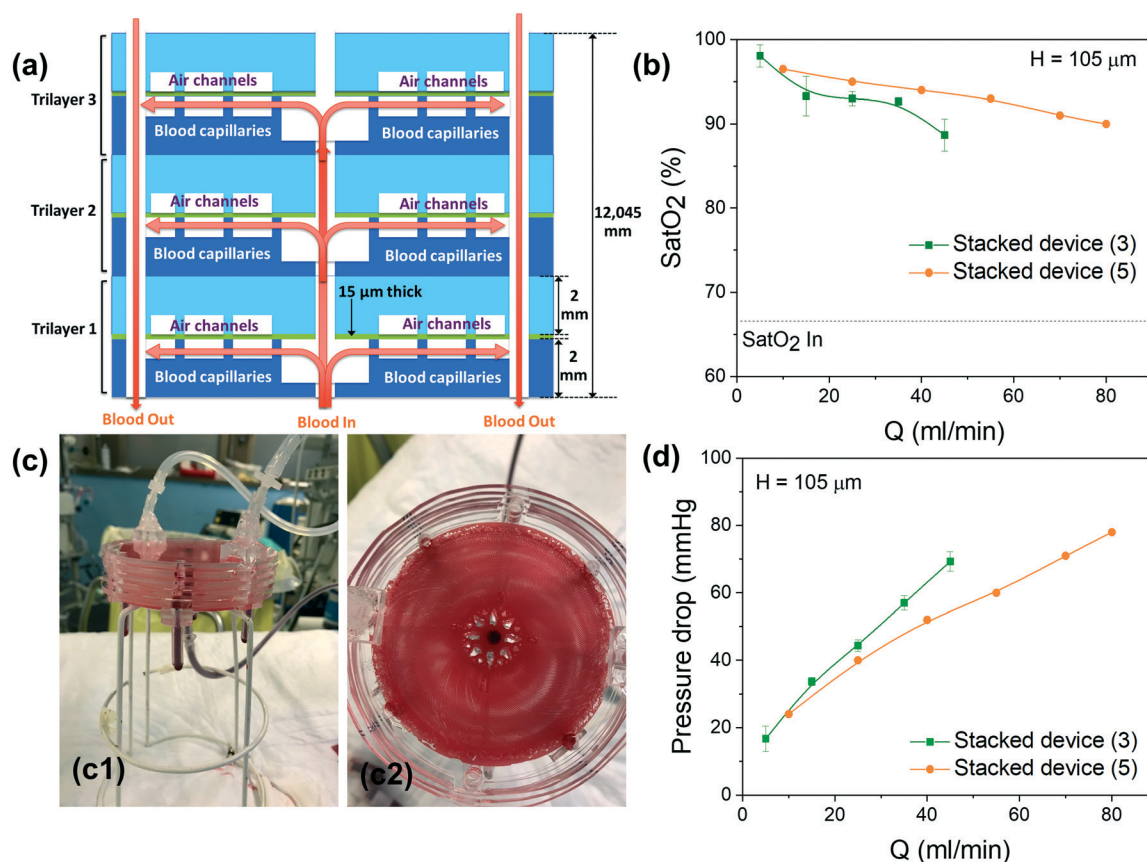 (a)
Trilayer 3
Air channels
Air channels
Blood capillaries
Blood capillaries
Trilayer 2
Air channels
Air channels
Blood capillaries
Blood capillaries
12,045
mm
15 μm thick
2
mm
Trilayer 1
Air channels
Air channels
2
mm
Blood capillaries
Blood capillaries
Blood Out
Blood In
Blood Out
(b)
H = 105 μm
SatO₂ (%)
100
90
80
70
60
Stacked device (3)
Stacked device (5)
SatO₂ In
0
20
40
60
80
Q (ml/min)
(c)
(c1)
(c2)
(d)
H = 105 μm
Pressure drop (mmHg)
100
80
60
40
20
0
Stacked device (3)
Stacked device (5)
0
20
40
60
80
Q (ml/min)